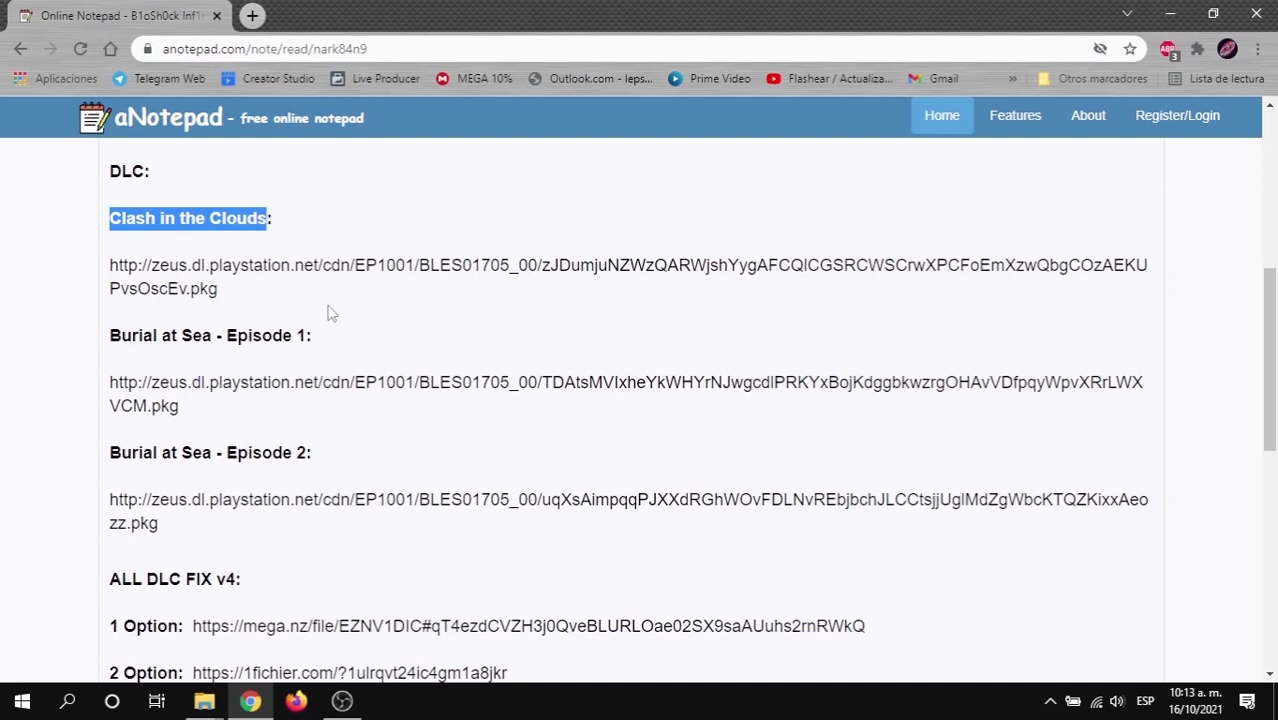 Online Notepad - B1oSh0ck Inf1
anotepad.com/note/read/nark84n9
ABP
3
Aplicaciones
Telegram Web
Creator Studio
Live Producer
MEGA 10%
Outlook.com - leps...
Prime Video
Flashear / Actualiza...
Gmail
»
Otros marcadores
Lista de lectura
aNotepad - free online notepad
Home
Features
About
Register/Login
DLC:
Clash in the Clouds:
http://zeus.dl.playstation.net/cdn/EP1001/BLES01705_00/zJDumjuNZWzQARWjshYygAFCQlCGSRCWSCrwXPCFoEmXzwQbgCOzAEKU
PvsOscEv.pkg
Burial at Sea - Episode 1:
http://zeus.dl.playstation.net/cdn/EP1001/BLES01705_00/TDAtsMVIxheYkWHYrNJwgcdlPRKYxBojKdggbkwzrgOHAvVDfpqyWpvXRrLWX
VCM.pkg
Burial at Sea - Episode 2:
http://zeus.dl.playstation.net/cdn/EP1001/BLES01705_00/uqXsAimpqqPJXXdRGhWOvFDLNvREbjbchJLCCtsjjUglMdZgWbcKTQZKixxAeo
zz.pkg
ALL DLC FIX v4:
1 Option: https://mega.nz/file/EZNV1DIC#qT4ezdCVZH3j0QveBLURLOae02SX9saAUuhs2rnRWkQ
2 Option: https://1fichier.com/?1ulrqvt24ic4gm1a8jkr
ESP
10:13 a. m.
16/10/2021